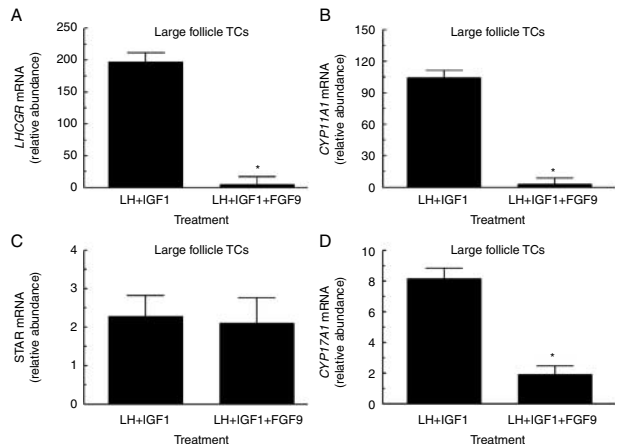 A
Large follicle TCs
LHCGR mRNA
(relative abundance)
250
200
150
100
50
0
*
LH+IGF1
LH+IGF1+FGF9
Treatment
B
Large follicle TCs
CYP11A1 mRNA
(relative abundance)
150
120
90
60
30
0
*
LH+IGF1
LH+IGF1+FGF9
Treatment
C
Large follicle TCs
STAR mRNA
(relative abundance)
4
3
2
1
0
LH+IGF1
LH+IGF1+FGF9
Treatment
D
Large follicle TCs
CYP17A1 mRNA
(relative abundance)
10
8
6
4
2
0
*
LH+IGF1
LH+IGF1+FGF9
Treatment